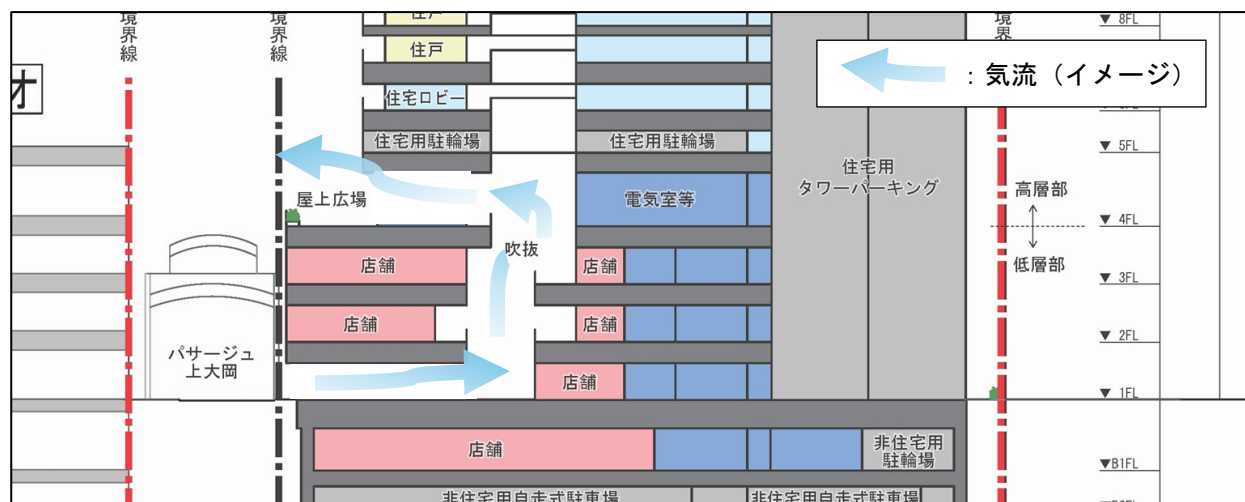 境界線
境界線
才
住戸
住戸
住宅ロビー
住宅用駐輪場
住宅用駐輪場
：気流（イメージ）
境界
住宅用
タワーパーキング
電気室等
屋上広場
吹抜
店舗
店舗
店舗
店舗
店舗
パサージュ
上大岡
高層部
低層部
▼ 8FL
▼ 5FL
▼ 4FL
▼ 3FL
▼ 2FL
▼ 1FL
▼B1FL
店舗
非住宅用
駐輪場
非住宅用自走式駐車場
非住宅用自走式駐車場